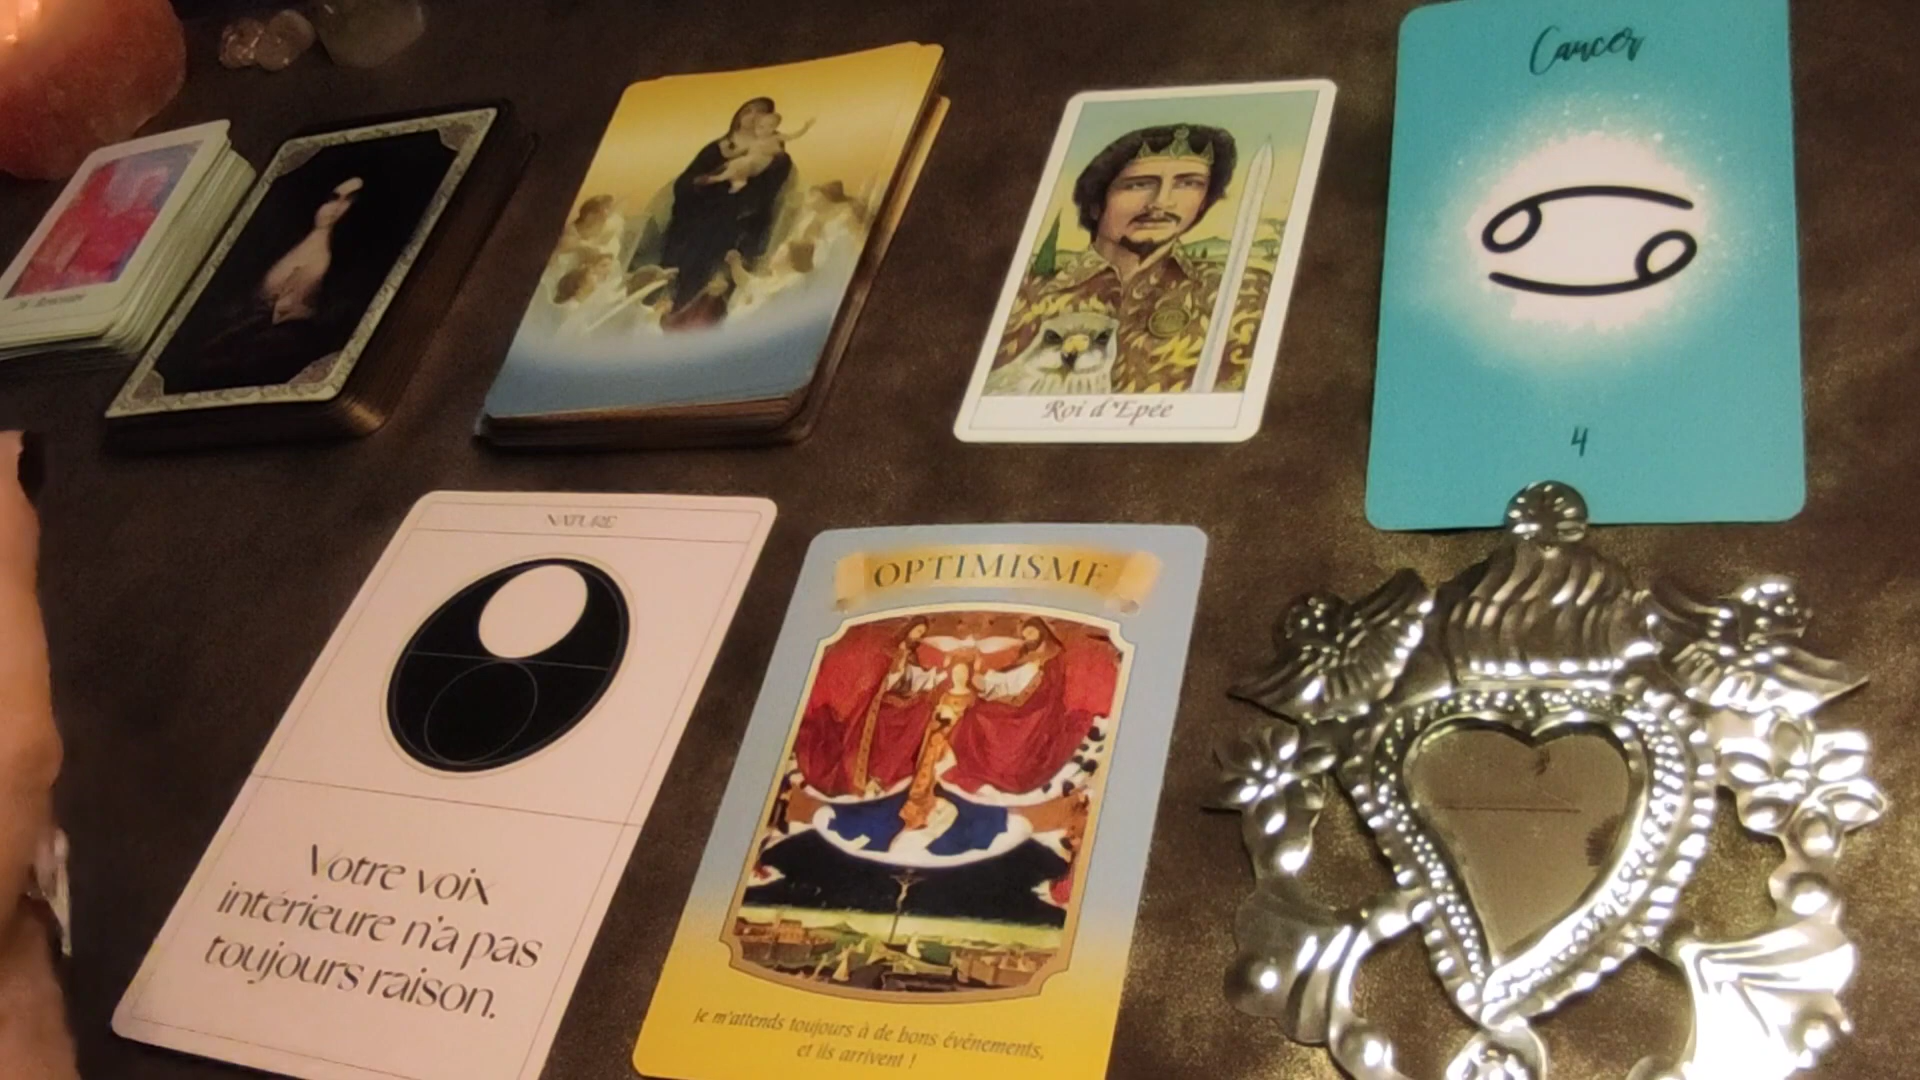 Cancer
4
Roi d'Epée
NATURE
Votre voix
intérieure n'a pas
toujours raison.
OPTIMISME
Je m'attends toujours à de bons événements,
et ils arrivent !